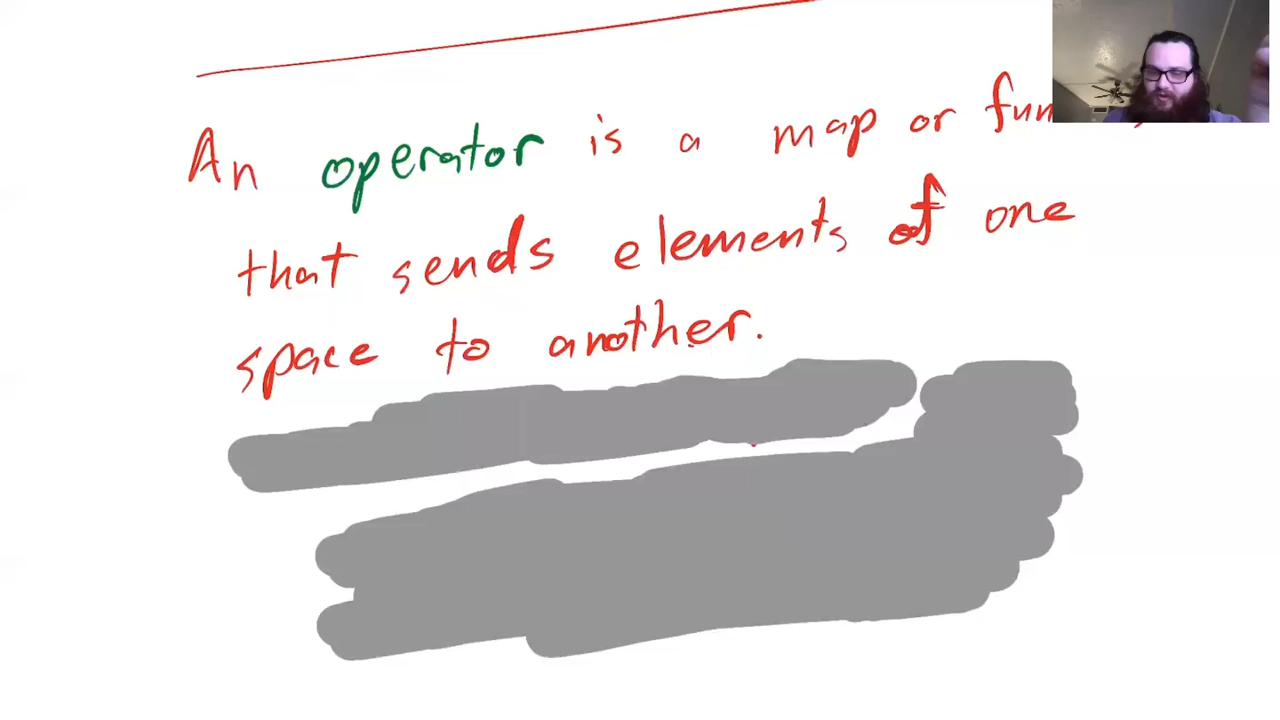 An operator is a map or fun
that sends elements of one
space to another.